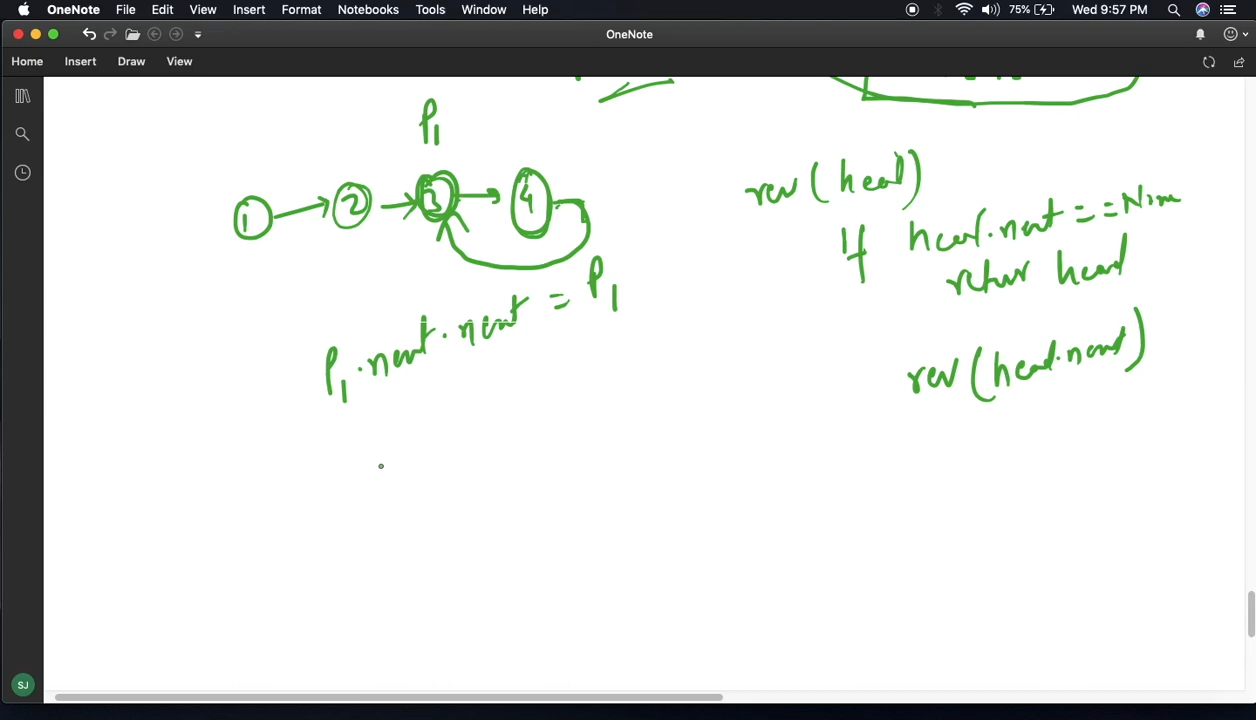 OneNote File Edit View Insert Format Notebooks Tools Window Help 75% Wed 9:57 PM
OneNote
Home Insert Draw View
P1
1 2 3 4
P1.next.next = P1
rev (head)
If head.next == None
return head
rev (head.next)
SJ